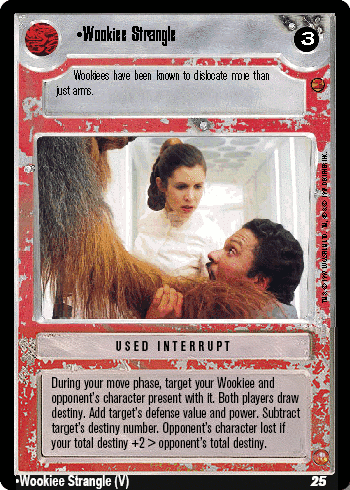 •Wookiee Strangle
3
Wookiees have been known to dislocate more than
just arms.
USED INTERRUPT
During your move phase, target your Wookiee and
opponent's character present with it. Both players draw
destiny. Add target's defense value and power. Subtract
target's destiny number. Opponent's character lost if
your total destiny +2 > opponent's total destiny.
•Wookiee Strangle (V)
25